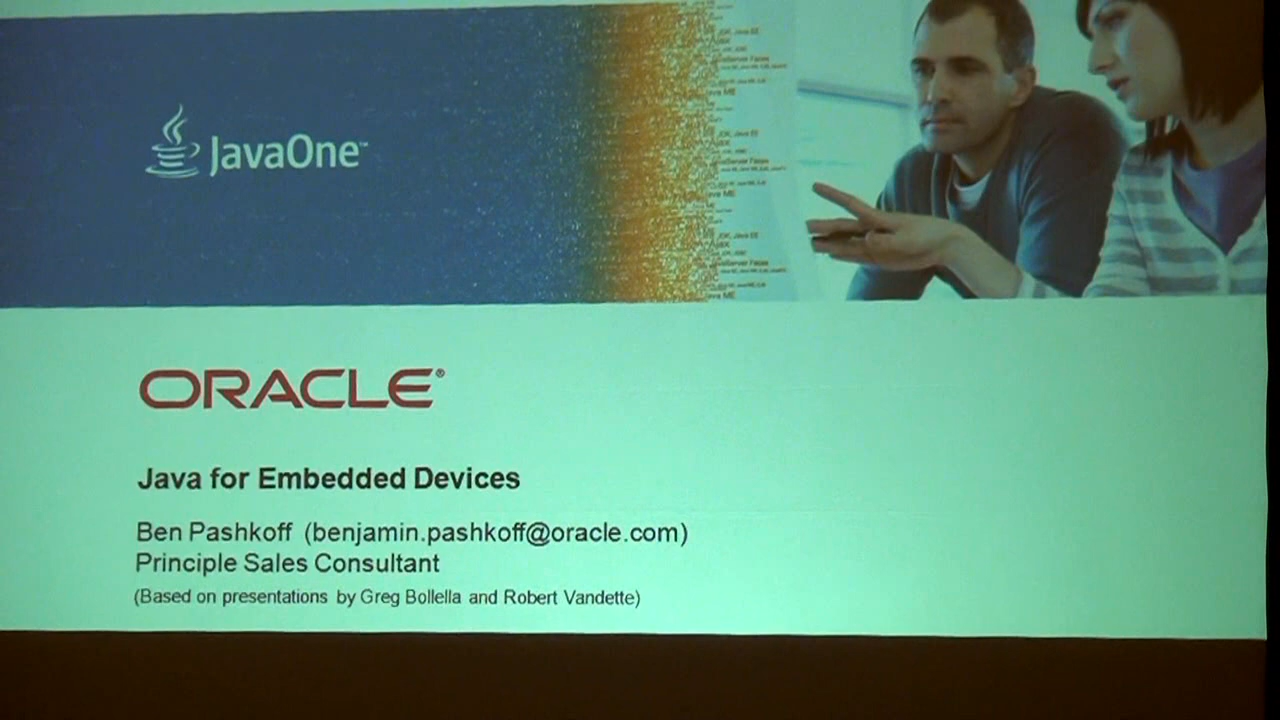 JavaOne™
ORACLE®
Java for Embedded Devices
Ben Pashkoff (benjamin.pashkoff@oracle.com)
Principle Sales Consultant
(Based on presentations by Greg Bollella and Robert Vandette)